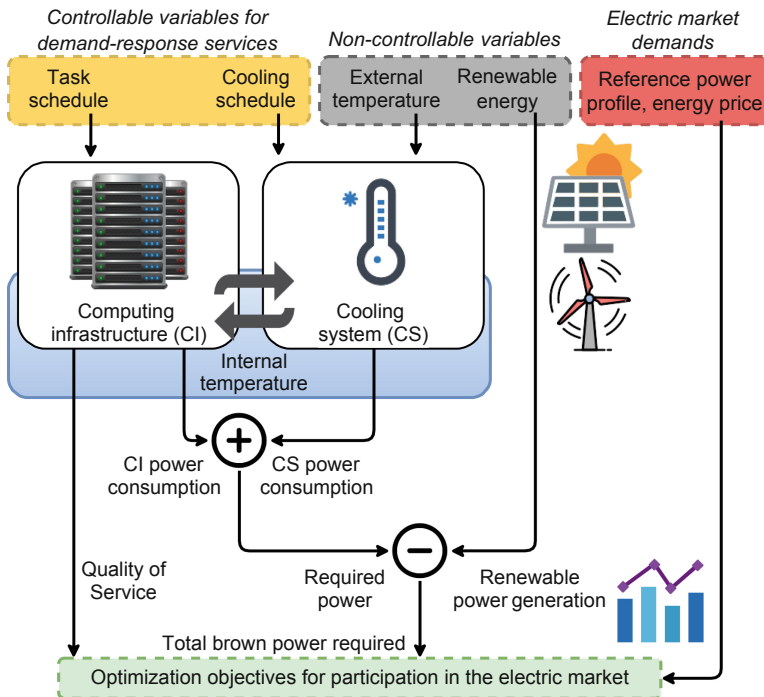 Controllable variables for
demand-response services
Non-controllable variables
Electric market
demands
Task
schedule
Cooling
schedule
External
temperature
Renewable
energy
Reference power
profile, energy price
Computing
infrastructure (CI)
Cooling
system (CS)
Internal
temperature
CI power
consumption
CS power
consumption
Quality of
Service
Required
power
Renewable
power generation
Total brown power required
Optimization objectives for participation in the electric market